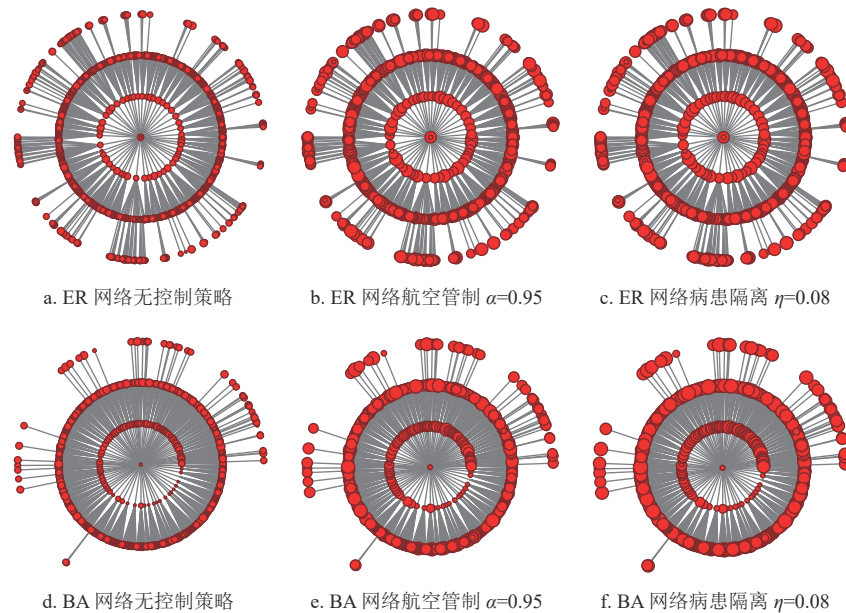 a. ER 网络无控制策略
b. ER 网络航空管制 α=0.95
c. ER 网络病患隔离 η=0.08
d. BA 网络无控制策略
e. BA 网络航空管制 α=0.95
f. BA 网络病患隔离 η=0.08